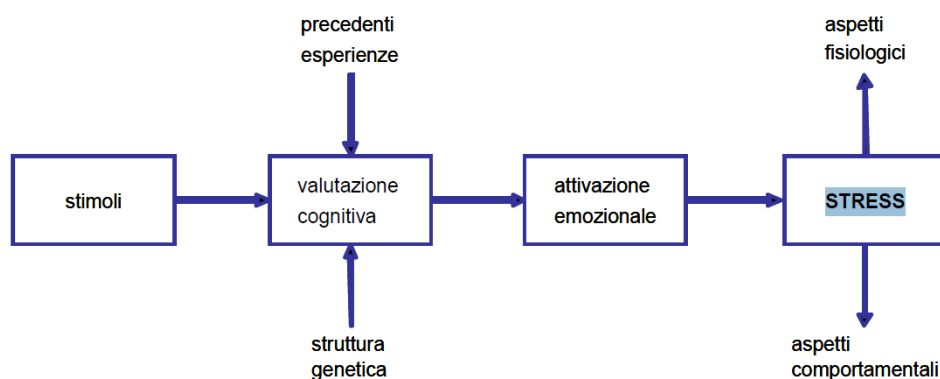 precedenti
esperienze
aspetti
fisiologici
stimoli
valutazione
cognitiva
attivazione
emozionale
STRESS
struttura
genetica
aspetti
comportamentali